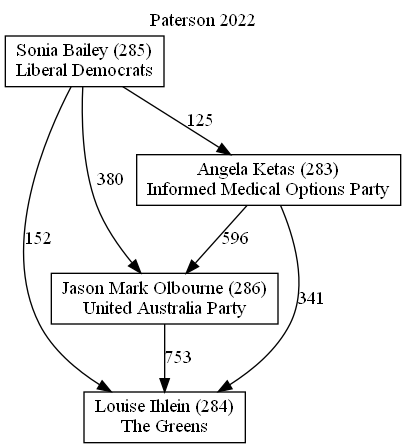 Paterson 2022
Sonia Bailey (285)
Liberal Democrats
125
Angela Ketas (283)
Informed Medical Options Party
380
152
596
341
Jason Mark Olbourne (286)
United Australia Party
753
Louise Ihlein (284)
The Greens